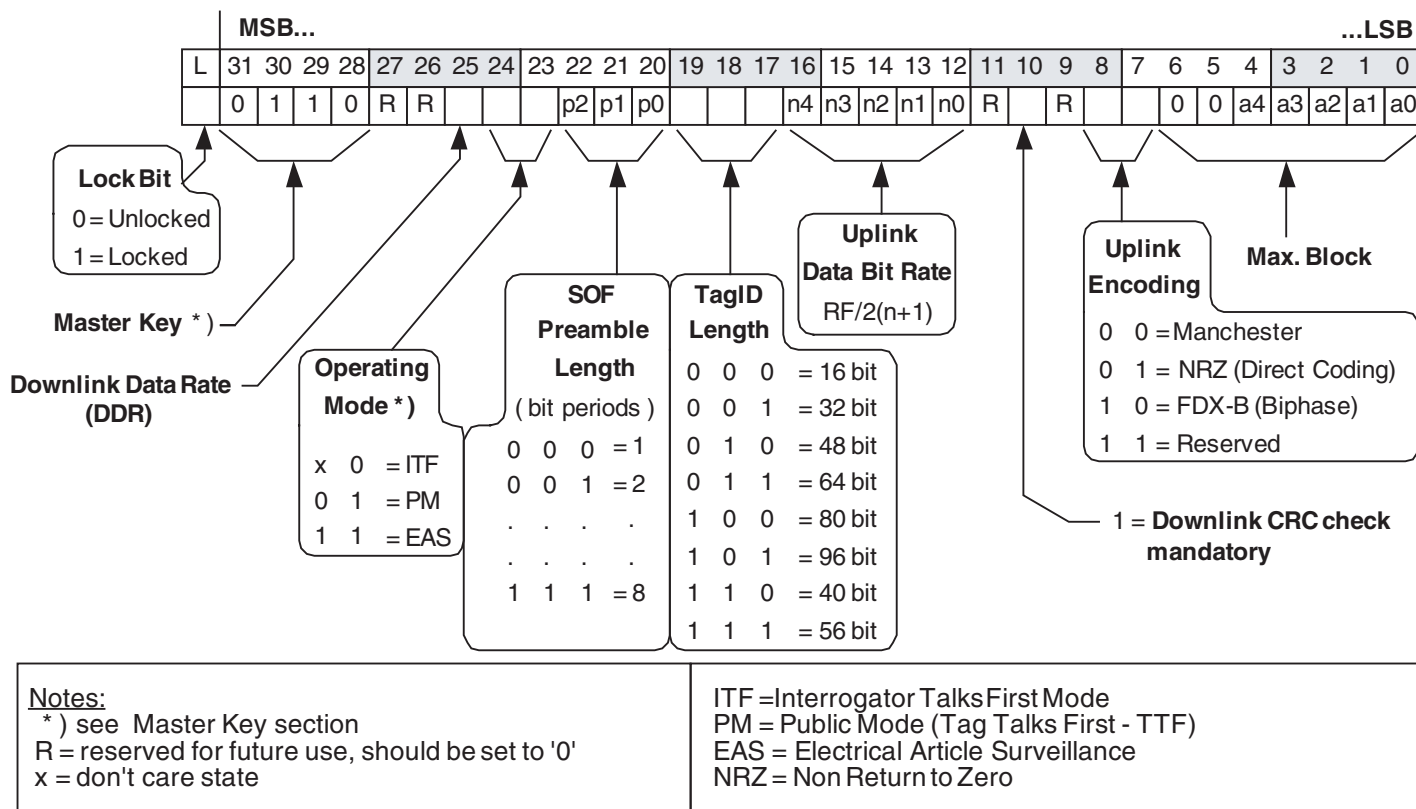 MSB... ...LSB
L 31 30 29 28 27 26 25 24 23 22 21 20 19 18 17 16 15 14 13 12 11 10 9 8 7 6 5 4 3 2 1 0
0 1 1 0 R R p2 p1 p0 n4 n3 n2 n1 n0 R R 0 0 a4 a3 a2 a1 a0
Lock Bit
0 = Unlocked
1 = Locked
Master Key *)
Downlink Data Rate
(DDR)
Operating
Mode *)
x 0 = ITF
0 1 = PM
1 1 = EAS
SOF
Preamble
Length
( bit periods )
0 0 0 = 1
0 0 1 = 2
. . . .
. . . .
1 1 1 = 8
TagID
Length
0 0 0 = 16 bit
0 0 1 = 32 bit
0 1 0 = 48 bit
0 1 1 = 64 bit
1 0 0 = 80 bit
1 0 1 = 96 bit
1 1 0 = 40 bit
1 1 1 = 56 bit
Uplink
Data Bit Rate
RF/2(n+1)
Uplink
Encoding
0 0 = Manchester
0 1 = NRZ (Direct Coding)
1 0 = FDX-B (Biphase)
1 1 = Reserved
Max. Block
1 = Downlink CRC check
mandatory
Notes:
* ) see Master Key section
R = reserved for future use, should be set to '0'
x = don't care state
ITF = Interrogator Talks First Mode
PM = Public Mode (Tag Talks First - TTF)
EAS = Electrical Article Surveillance
NRZ = Non Return to Zero